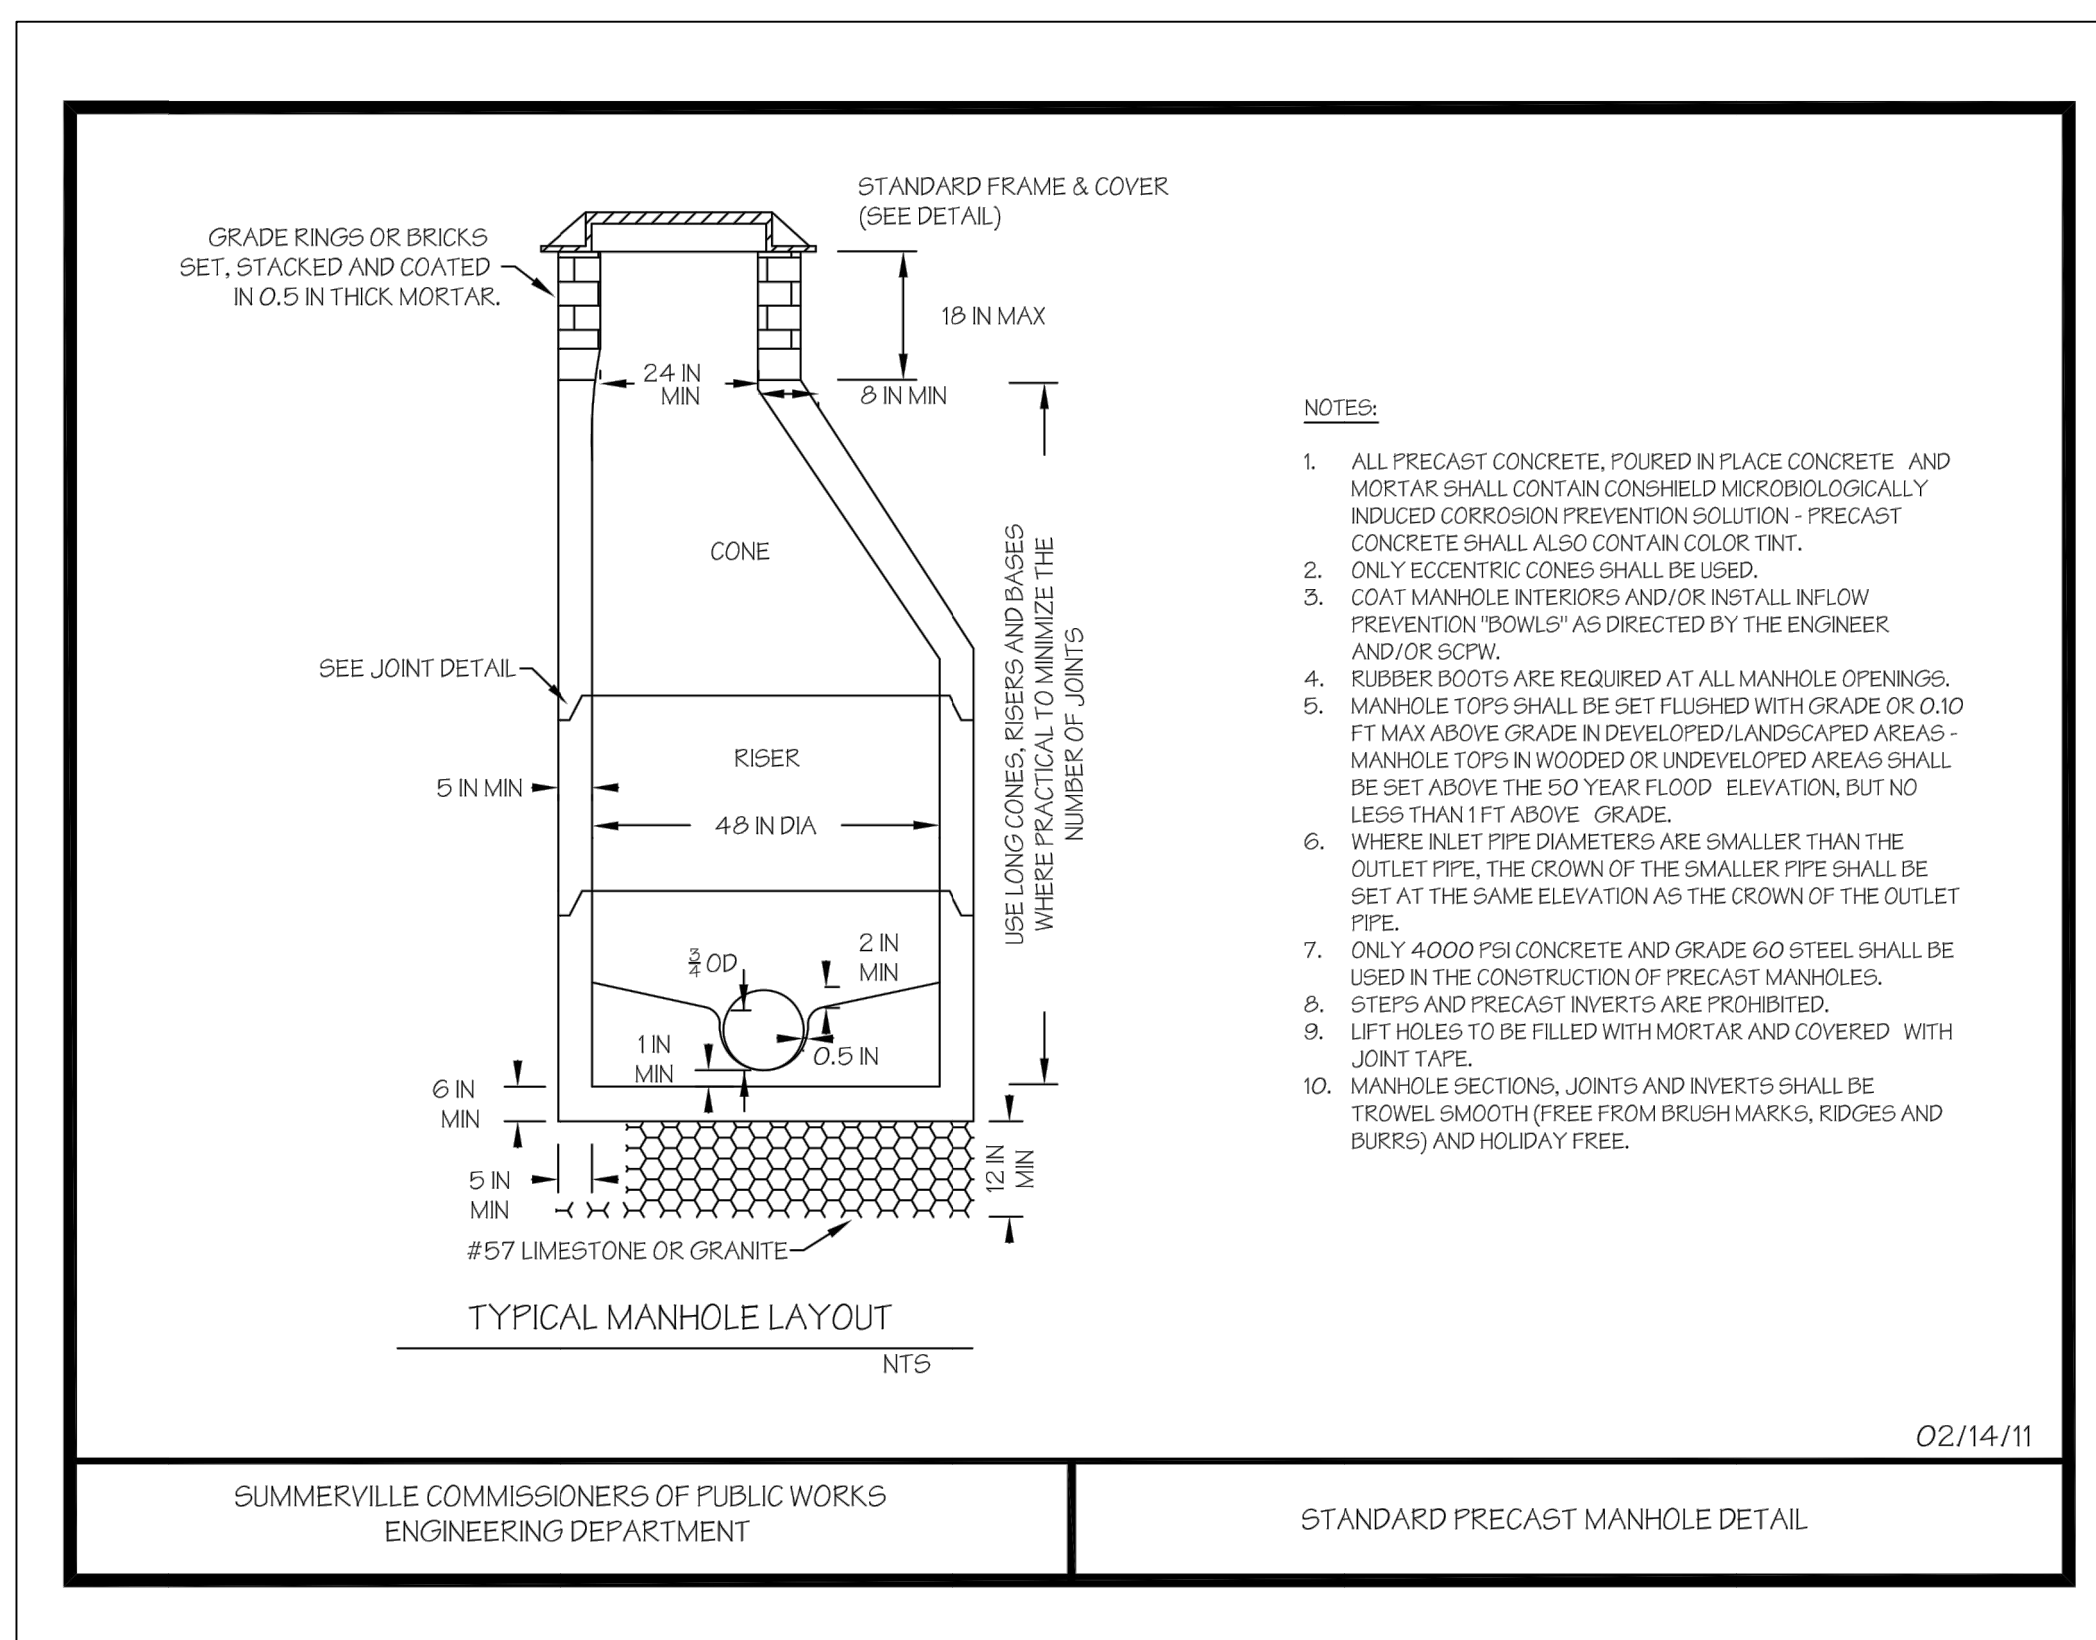 STANDARD FRAME & COVER
(SEE DETAIL)
GRADE RINGS OR BRICKS
SET, STACKED AND COATED
IN 0.5 IN THICK MORTAR.
18 IN MAX
24 IN
MIN
8 IN MIN
CONE
USE LONG CONES, RISERS AND BASES
WHERE PRACTICAL TO MINIMIZE THE
NUMBER OF JOINTS
SEE JOINT DETAIL
RISER
5 IN MIN
48 IN DIA
3/4 OD
2 IN
MIN
1 IN
MIN
0.5 IN
6 IN
MIN
12 IN
MIN
5 IN
MIN
#57 LIMESTONE OR GRANITE
TYPICAL MANHOLE LAYOUT
NTS
NOTES:
1. ALL PRECAST CONCRETE, POURED IN PLACE CONCRETE AND
MORTAR SHALL CONTAIN CONSHIELD MICROBIOLOGICALLY
INDUCED CORROSION PREVENTION SOLUTION - PRECAST
CONCRETE SHALL ALSO CONTAIN COLOR TINT.
2. ONLY ECCENTRIC CONES SHALL BE USED.
3. COAT MANHOLE INTERIORS AND/OR INSTALL INFLOW
PREVENTION "BOWLS" AS DIRECTED BY THE ENGINEER
AND/OR SCPW.
4. RUBBER BOOTS ARE REQUIRED AT ALL MANHOLE OPENINGS.
5. MANHOLE TOPS SHALL BE SET FLUSHED WITH GRADE OR 0.10
FT MAX ABOVE GRADE IN DEVELOPED/LANDSCAPED AREAS -
MANHOLE TOPS IN WOODED OR UNDEVELOPED AREAS SHALL
BE SET ABOVE THE 50 YEAR FLOOD ELEVATION, BUT NO
LESS THAN 1 FT ABOVE GRADE.
6. WHERE INLET PIPE DIAMETERS ARE SMALLER THAN THE
OUTLET PIPE, THE CROWN OF THE SMALLER PIPE SHALL BE
SET AT THE SAME ELEVATION AS THE CROWN OF THE OUTLET
PIPE.
7. ONLY 4000 PSI CONCRETE AND GRADE 60 STEEL SHALL BE
USED IN THE CONSTRUCTION OF PRECAST MANHOLES.
8. STEPS AND PRECAST INVERTS ARE PROHIBITED.
9. LIFT HOLES TO BE FILLED WITH MORTAR AND COVERED WITH
JOINT TAPE.
10. MANHOLE SECTIONS, JOINTS AND INVERTS SHALL BE
TROWEL SMOOTH (FREE FROM BRUSH MARKS, RIDGES AND
BURRS) AND HOLIDAY FREE.
02/14/11
SUMMERVILLE COMMISSIONERS OF PUBLIC WORKS
ENGINEERING DEPARTMENT
STANDARD PRECAST MANHOLE DETAIL